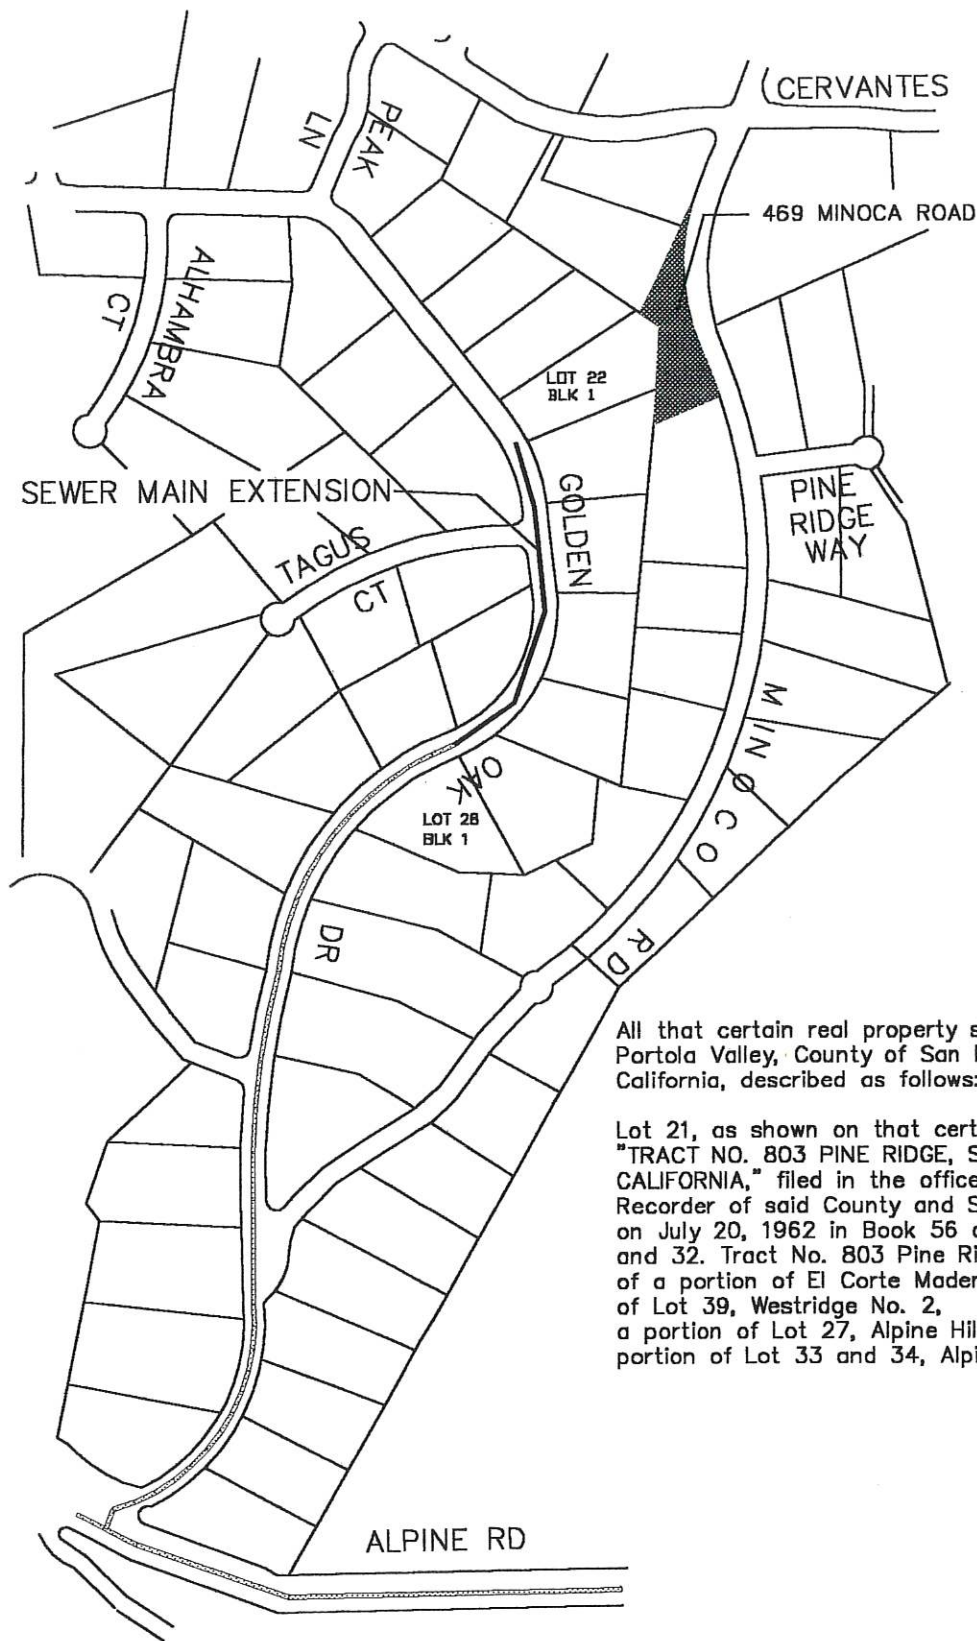 CERVANTES
PEAK
LN
469 MINOCA ROAD
ALHAMBRA
CT
LOT 22
BLK 1
SEWER MAIN EXTENSION
GOLDEN
PINE
RIDGE
WAY
TAGUS
CT
MINOCO
OAK
LOT 28
BLK 1
DR
RD
All that certain real property
Portola Valley, County of San
California, described as follows:
Lot 21, as shown on that
"TRACT NO. 803 PINE RIDGE,
CALIFORNIA," filed in the office
Recorder of said County and
on July 20, 1962 in Book 56
and 32. Tract No. 803 Pine
of a portion of El Corte
of Lot 39, Westridge No. 2,
a portion of Lot 27, Alpine
portion of Lot 33 and 34,
ALPINE RD